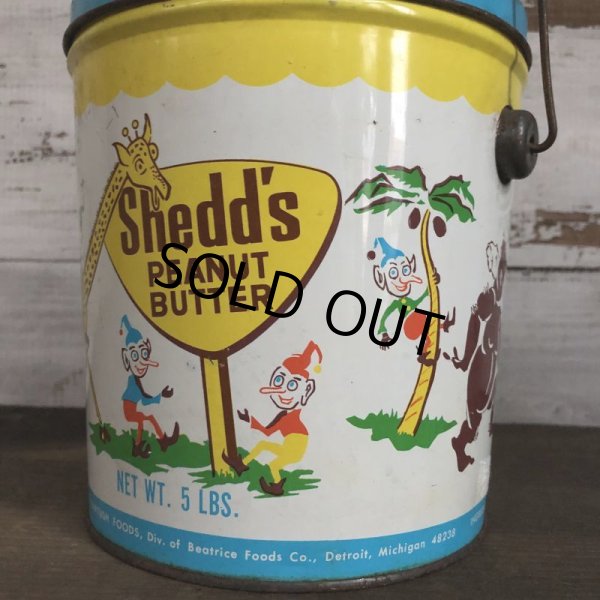 Shedd's
PEANUT
BUTTER
SOLD OUT
NET WT. 5 LBS.
FOODS, Div. of Beatrice Foods Co., Detroit, Michigan 48238